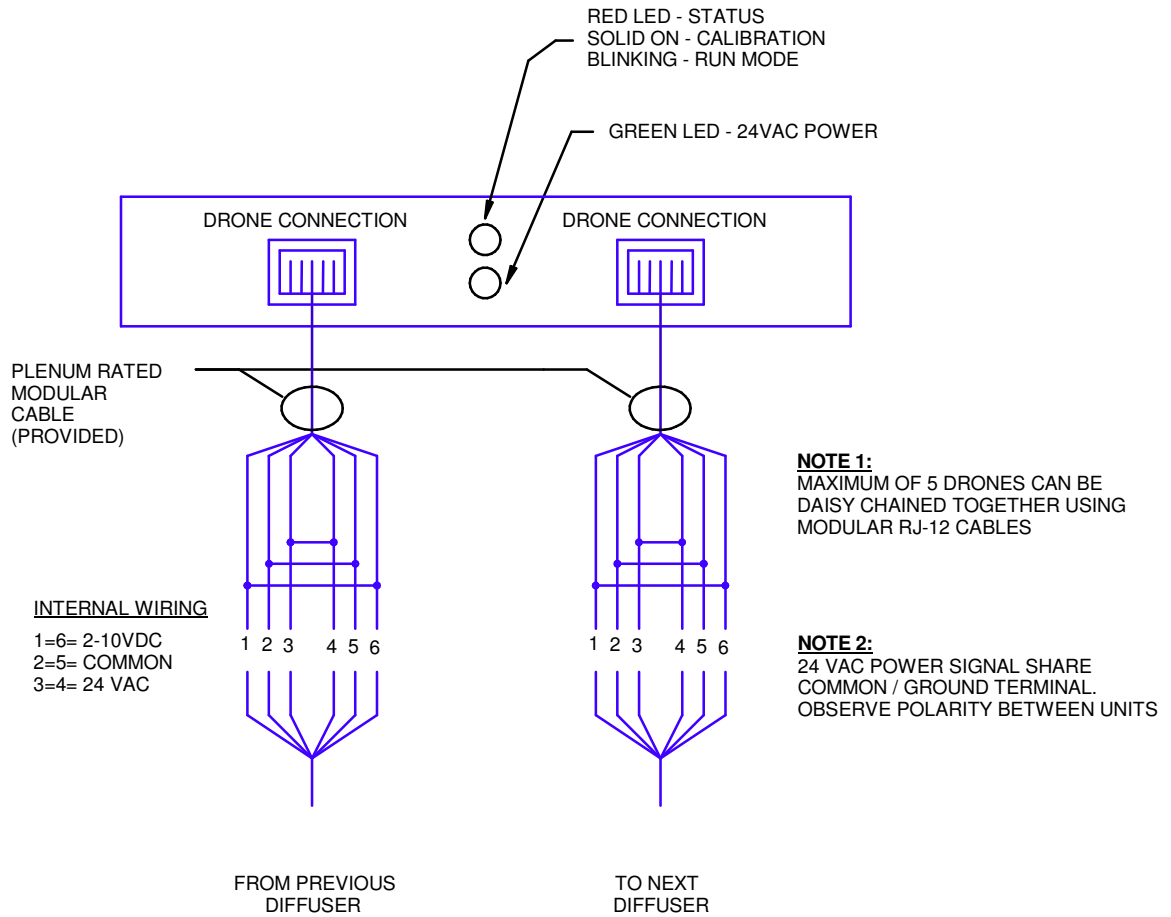 RED LED - STATUS
SOLID ON - CALIBRATION
BLINKING - RUN MODE
GREEN LED - 24VAC POWER
DRONE CONNECTION
DRONE CONNECTION
PLENUM RATED
MODULAR
CABLE
(PROVIDED)
NOTE 1:
MAXIMUM OF 5 DRONES CAN BE
DAISY CHAINED TOGETHER USING
MODULAR RJ-12 CABLES
INTERNAL WIRING
1=6= 2-10VDC
2=5= COMMON
3=4= 24 VAC
1 2 3 4 5 6
1 2 3 4 5 6
NOTE 2:
24 VAC POWER SIGNAL SHARE
COMMON / GROUND TERMINAL.
OBSERVE POLARITY BETWEEN UNITS
FROM PREVIOUS
DIFFUSER
TO NEXT
DIFFUSER